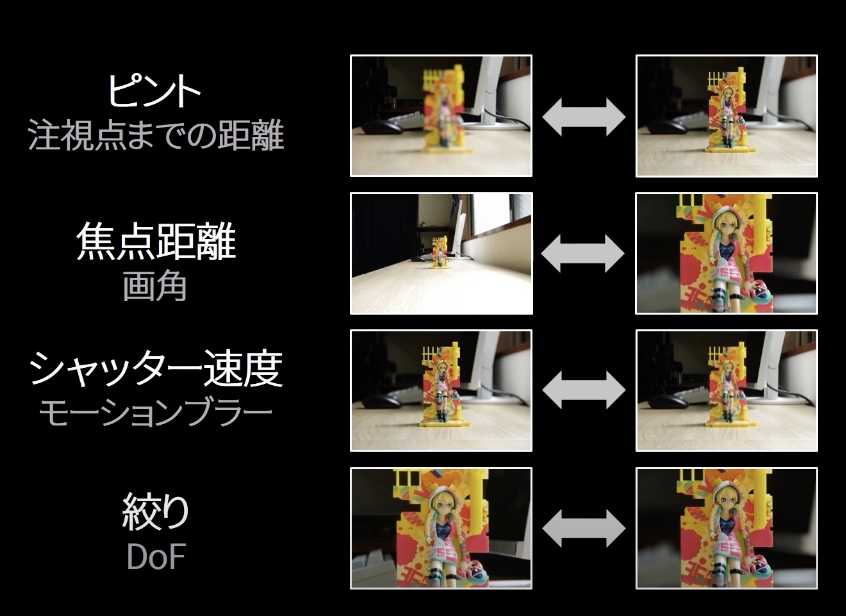 ピント
注視点までの距離
焦点距離
画角
シャッター速度
モーションブラー
絞り
DoF